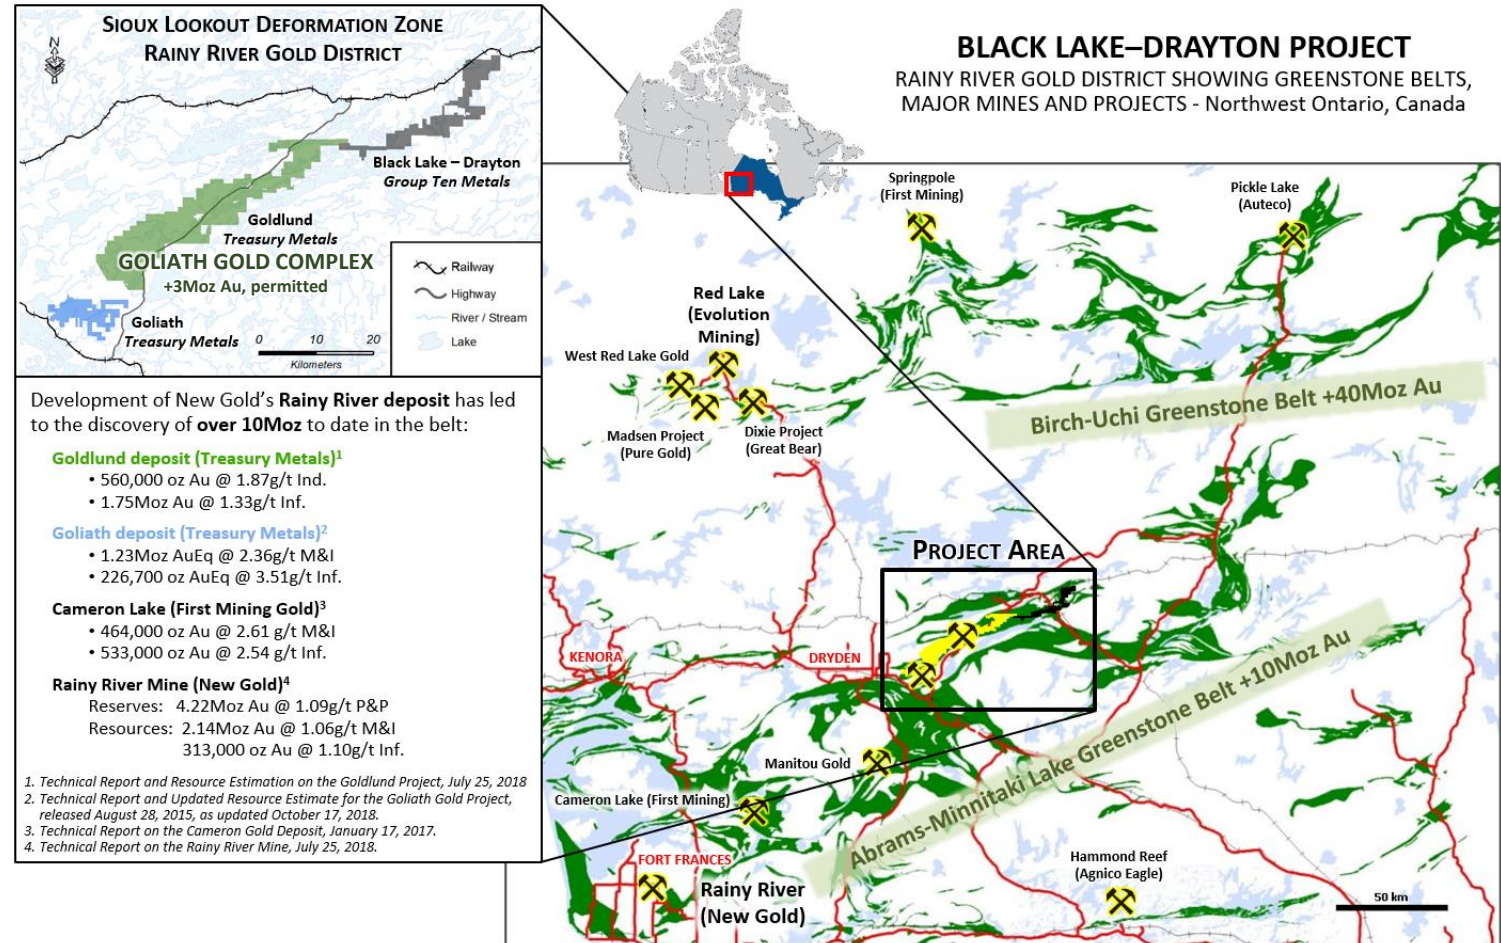 SIOUX LOOKOUT DEFORMATION ZONE
RAINY RIVER GOLD DISTRICT
N
Black Lake – Drayton
Group Ten Metals
Goldlund
Treasury Metals
GOLIATH GOLD COMPLEX
+3Moz Au, permitted
Goliath
Treasury Metals
0 10 20
Kilometers
Railway
Highway
River / Stream
Lake
Development of New Gold's Rainy River deposit has led
to the discovery of over 10Moz to date in the belt:
Goldlund deposit (Treasury Metals)1
• 560,000 oz Au @ 1.87g/t Ind.
• 1.75Moz Au @ 1.33g/t Inf.
Goliath deposit (Treasury Metals)2
• 1.23Moz AuEq @ 2.36g/t M&I
• 226,700 oz AuEq @ 3.51g/t Inf.
Cameron Lake (First Mining Gold)3
• 464,000 oz Au @ 2.61 g/t M&I
• 533,000 oz Au @ 2.54 g/t Inf.
Rainy River Mine (New Gold)4
Reserves: 4.22Moz Au @ 1.09g/t P&P
Resources: 2.14Moz Au @ 1.06g/t M&I
313,000 oz Au @ 1.10g/t Inf.
1. Technical Report and Resource Estimation on the Goldlund Project, July 25, 2018
2. Technical Report and Updated Resource Estimate for the Goliath Gold Project,
released August 28, 2015, as updated October 17, 2018.
3. Technical Report on the Cameron Gold Deposit, January 17, 2017.
4. Technical Report on the Rainy River Mine, July 25, 2018.
BLACK LAKE–DRAYTON PROJECT
RAINY RIVER GOLD DISTRICT SHOWING GREENSTONE BELTS,
MAJOR MINES AND PROJECTS - Northwest Ontario, Canada
Springpole
(First Mining)
Pickle Lake
(Auteco)
Red Lake
(Evolution
Mining)
West Red Lake Gold
Madsen Project
(Pure Gold)
Dixie Project
(Great Bear)
Birch-Uchi Greenstone Belt +40Moz Au
PROJECT AREA
KENORA
DRYDEN
Abrams-Minnitaki Lake Greenstone Belt +10Moz Au
Manitou Gold
Cameron Lake (First Mining)
FORT FRANCES
Rainy River
(New Gold)
Hammond Reef
(Agnico Eagle)
50 km